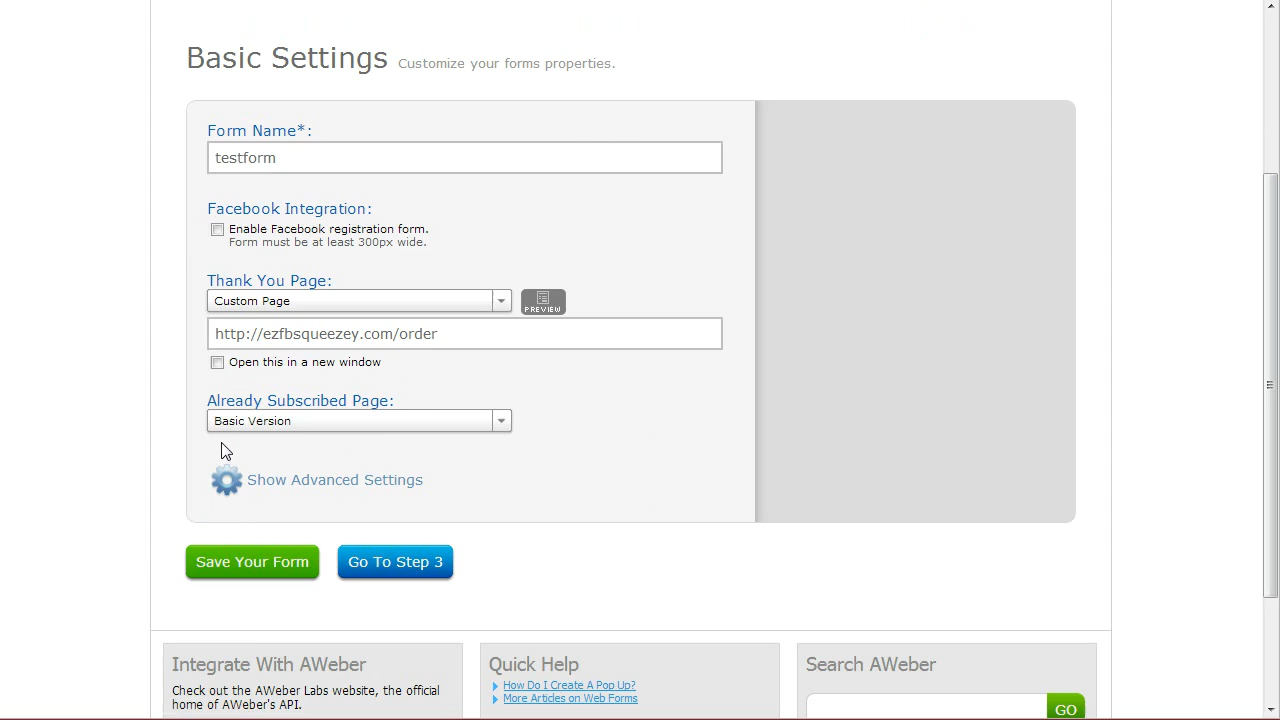 Basic Settings Customize your forms properties.
Form Name*:
testform
Facebook Integration:
Enable Facebook registration form.
Form must be at least 300px wide.
Thank You Page:
Custom Page
PREVIEW
http://ezfbsqueezey.com/order
Open this in a new window
Already Subscribed Page:
Basic Version
Show Advanced Settings
Save Your Form Go To Step 3
Integrate With AWeber
Check out the AWeber Labs website, the official
home of AWeber's API.
Quick Help
How Do I Create A Pop Up?
More Articles on Web Forms
Search AWeber
GO